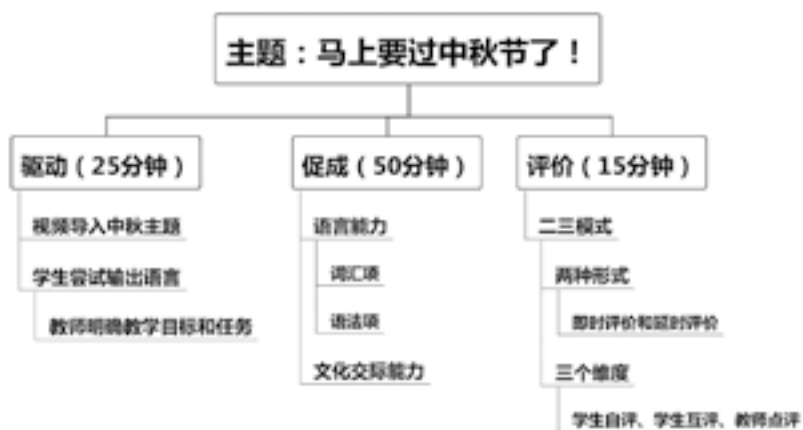 主题：马上要过中秋节了！
驱动（25分钟）
视频导入中秋主题
学生尝试输出语言
教师明确教学目标和任务
促成（50分钟）
语言能力
词汇项
语法项
文化交际能力
评价（15分钟）
二三模式
两种形式
即时评价和延时评价
三个维度
学生自评、学生互评、教师点评